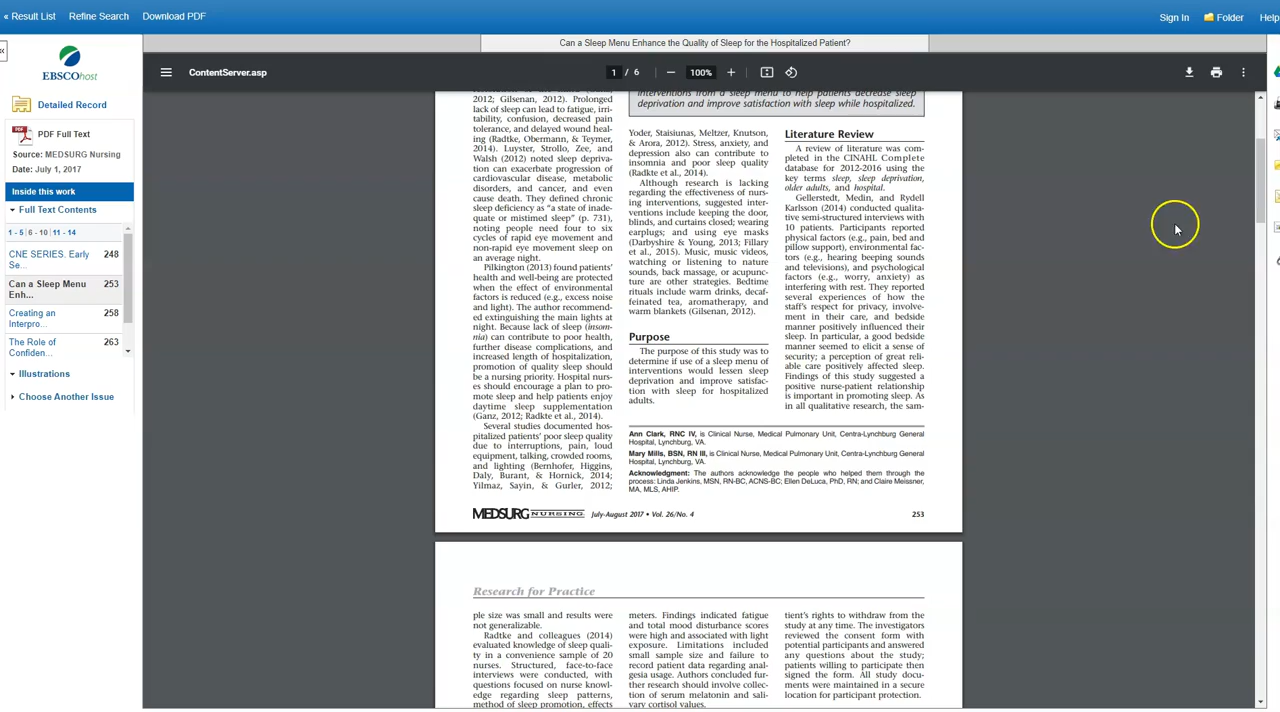 « Result List Refine Search Download PDF
Sign In Folder Help
Can a Sleep Menu Enhance the Quality of Sleep for the Hospitalized Patient?
«
EBSCOhost
ContentServer.asp
1 / 6
100%
Detailed Record
PDF Full Text
Source: MEDSURG Nursing
Date: July 1, 2017
Inside this work
Full Text Contents
1 - 5 | 6 - 10 | 11 - 14
CNE SERIES. Early Se... 248
Can a Sleep Menu Enh... 253
Creating an Interpro... 258
The Role of Confiden... 263
Illustrations
Choose Another Issue
2012; Gilsenan, 2012). Prolonged
lack of sleep can lead to fatigue, irri-
tability, confusion, decreased pain
tolerance, and delayed wound heal-
ing (Radtke, Obermann, & Teymer,
2014). Luyster, Strollo, Zee, and
Walsh (2012) noted sleep depriva-
tion can exacerbate progression of
cardiovascular disease, metabolic
disorders, and cancer, and even
cause death. They defined chronic
sleep deficiency as “a state of inade-
quate or mistimed sleep” (p. 731),
noting people need four to six
cycles of rapid eye movement and
non-rapid eye movement sleep on
an average night.
Pilkington (2013) found patients’
health and well-being are protected
when the effect of environmental
factors is reduced (e.g., excess noise
and light). The author recommend-
ed extinguishing the main lights at
night. Because lack of sleep (insom-
nia) can contribute to poor health,
further disease complications, and
increased length of hospitalization,
promotion of quality sleep should
be a nursing priority. Hospital nurs-
es should encourage a plan to pro-
mote sleep and help patients enjoy
daytime sleep supplementation
(Ganz, 2012; Radtke et al., 2014).
Several studies documented hos-
pitalized patients’ poor sleep quality
due to interruptions, pain, loud
equipment, talking, crowded rooms,
and lighting (Bernhofer, Higgins,
Daly, Burant, & Hornick, 2014;
Yilmaz, Sayin, & Gurler, 2012;
interventions from a sleep menu to help patients decrease sleep
deprivation and improve satisfaction with sleep while hospitalized.
Yoder, Staisiunas, Meltzer, Knutson,
& Arora, 2012). Stress, anxiety, and
depression also can contribute to
insomnia and poor sleep quality
(Radtke et al., 2014).
Although research is lacking
regarding the effectiveness of nurs-
ing interventions, suggested inter-
ventions include keeping the door,
blinds, and curtains closed; wearing
earplugs; and using eye masks
(Darbyshire & Young, 2013; Fillary
et al., 2015). Music, music videos,
watching or listening to nature
sounds, back massage, or acupunc-
ture are other strategies. Bedtime
rituals include warm drinks, decaf-
feinated tea, aromatherapy, and
warm blankets (Gilsenan, 2012).
Purpose
The purpose of this study was to
determine if use of a sleep menu of
interventions would lessen sleep
deprivation and improve satisfac-
tion with sleep for hospitalized
adults.
Literature Review
A review of literature was com-
pleted in the CINAHL Complete
database for 2012-2016 using the
key terms sleep, sleep deprivation,
older adults, and hospital.
Gellerstedt, Medin, and Rydell
Karlsson (2014) conducted qualita-
tive semi-structured interviews with
10 patients. Participants reported
physical factors (e.g., pain, bed and
pillow support), environmental fac-
tors (e.g., hearing beeping sounds
and televisions), and psychological
factors (e.g., worry, anxiety) as
interfering with rest. They reported
several experiences of how the
staff’s respect for privacy, involve-
ment in their care, and bedside
manner positively influenced their
sleep. In particular, a good bedside
manner seemed to elicit a sense of
security; a perception of great reli-
able care positively affected sleep.
Findings of this study suggested a
positive nurse-patient relationship
is important in promoting sleep. As
in all qualitative research, the sam-
Ann Clark, RNC IV, is Clinical Nurse, Medical Pulmonary Unit, Centra-Lynchburg General
Hospital, Lynchburg, VA.
Mary Mills, BSN, RN III, is Clinical Nurse, Medical Pulmonary Unit, Centra-Lynchburg General
Hospital, Lynchburg, VA.
Acknowledgment: The authors acknowledge the people who helped them through the
process: Linda Jenkins, MSN, RN-BC, ACNS-BC; Ellen DeLuca, PhD, RN; and Claire Meissner,
MA, MLS, AHIP.
MEDSURG NURSING. July-August 2017 • Vol. 26/No. 4 253
Research for Practice
ple size was small and results were
not generalizable.
Radtke and colleagues (2014)
evaluated knowledge of sleep quali-
ty in a convenience sample of 20
nurses. Structured, face-to-face
interviews were conducted, with
questions focused on nurse knowl-
edge regarding sleep patterns,
method of sleep promotion, effects
meters. Findings indicated fatigue
and total mood disturbance scores
were high and associated with light
exposure. Limitations included
small sample size and failure to
record patient data regarding anal-
gesia usage. Authors concluded fur-
ther research should involve collec-
tion of serum melatonin and sali-
vary cortisol values.
tient’s rights to withdraw from the
study at any time. The investigators
reviewed the consent form with
potential participants and answered
any questions about the study;
patients willing to participate then
signed the form. All study docu-
ments were maintained in a secure
location for participant protection.